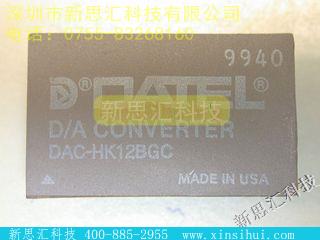 深圳市新思汇科技有限公司
电话：0755-83268160
9940
DATEL
新思汇科技
D/A CONVERTER
DAC-HK12BGC
MADE IN USA
新思汇科技
新思汇科技 400-885-2955 www.xinsihui.com